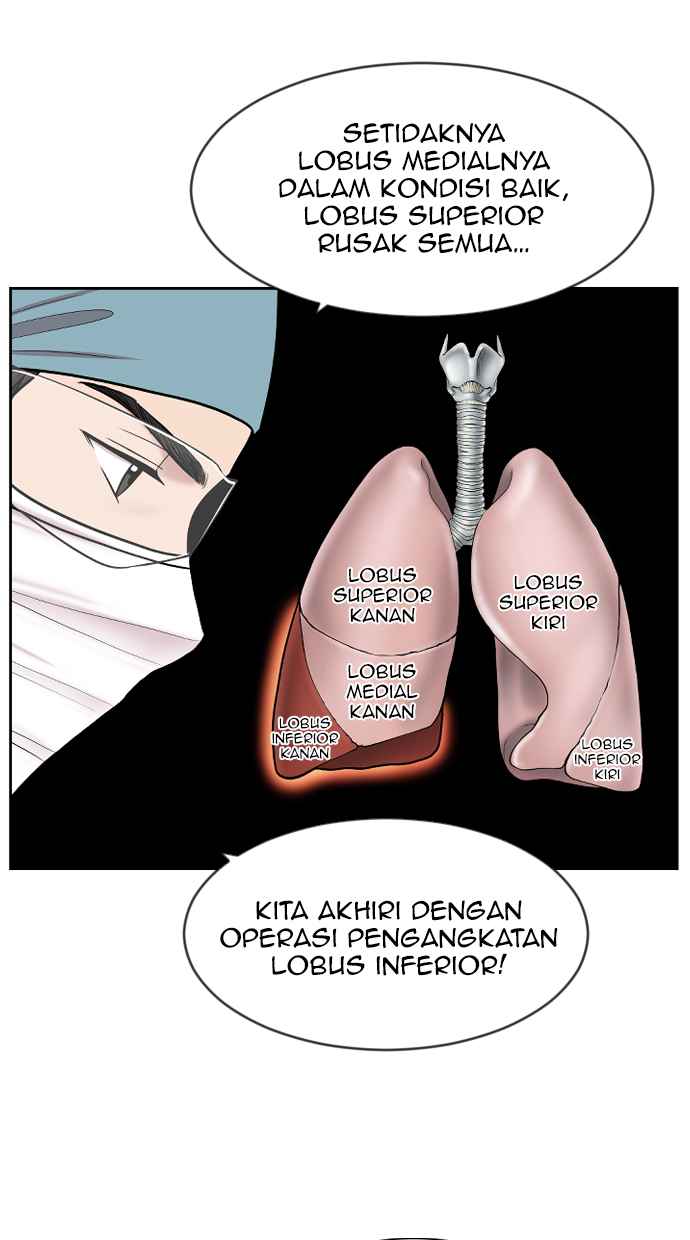 SETIDAKNYA
LOBUS MEDIALNYA
DALAM KONDISI BAIK,
LOBUS SUPERIOR
RUSAK SEMUA...
LOBUS
SUPERIOR
KANAN
LOBUS
SUPERIOR
KIRI
LOBUS
MEDIAL
KANAN
LOBUS
INFERIOR
KANAN
LOBUS
INFERIOR
KIRI
KITA AKHIRI DENGAN
OPERASI PENGANGKATAN
LOBUS INFERIOR!